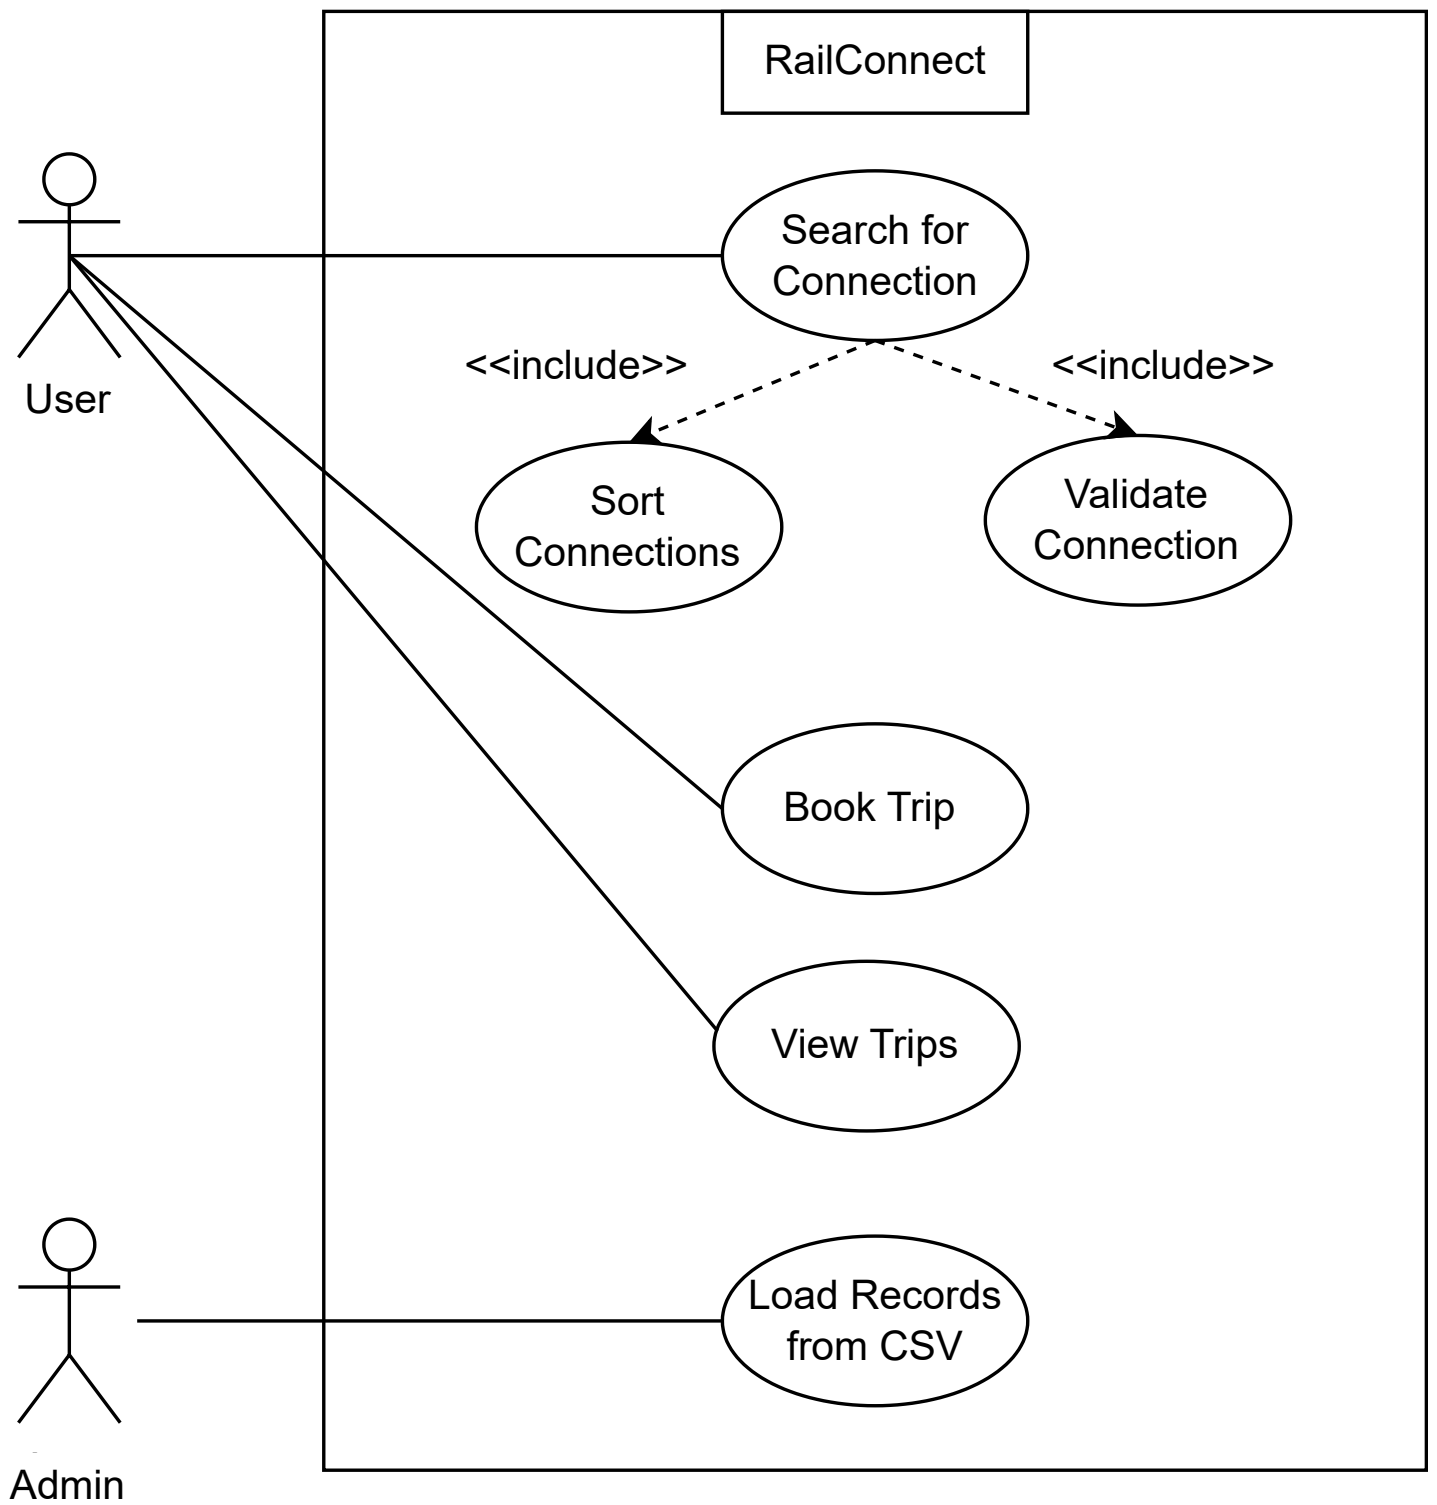 RailConnect
Search for
Connection
<<include>>
<<include>>
User
Sort
Connections
Validate
Connection
Book Trip
View Trips
Load Records
from CSV
Admin